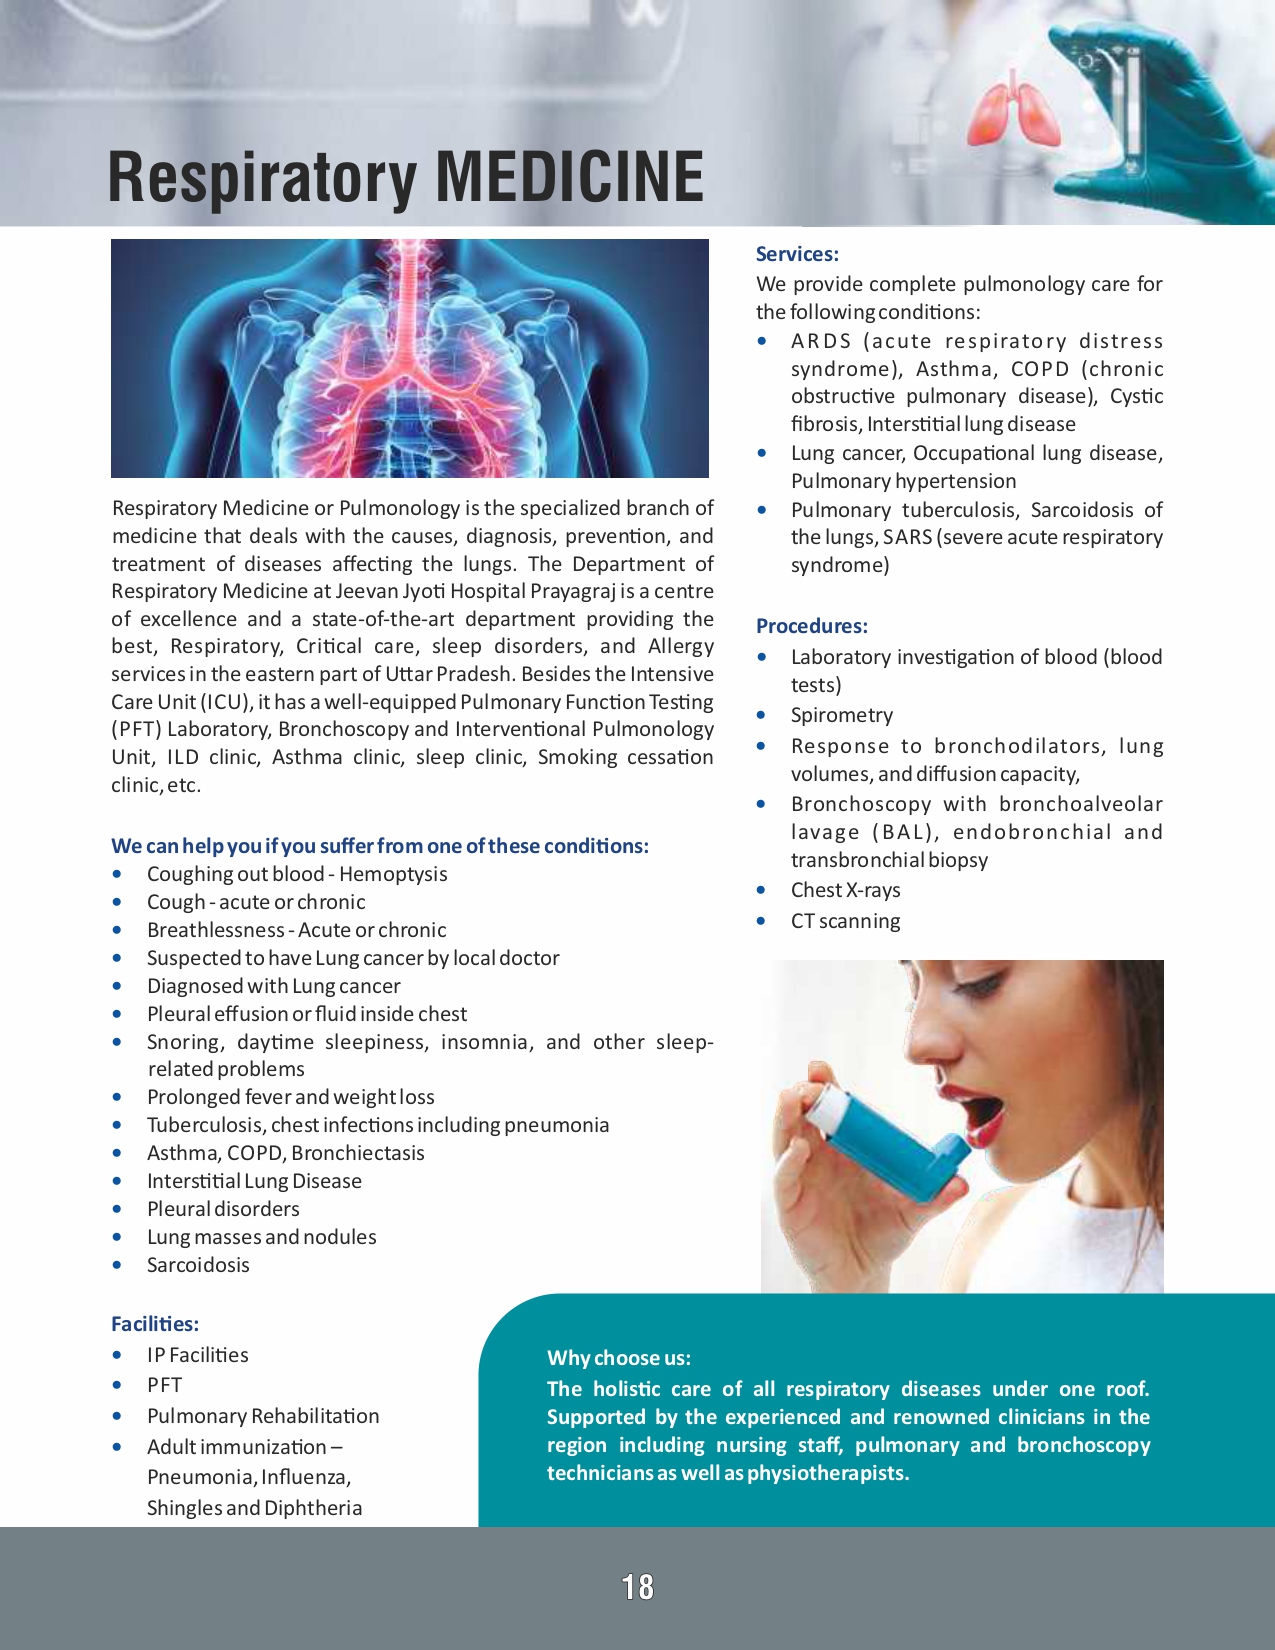 Respiratory MEDICINE
Respiratory Medicine or Pulmonology is the specialized branch of
medicine that deals with the causes, diagnosis, prevention, and
treatment of diseases affecting the lungs. The Department of
Respiratory Medicine at Jeevan Jyoti Hospital Prayagraj is a centre
of excellence and a state-of-the-art department providing the
best, Respiratory, Critical care, sleep disorders, and Allergy
services in the eastern part of Uttar Pradesh. Besides the Intensive
Care Unit (ICU), it has a well-equipped Pulmonary Function Testing
(PFT) Laboratory, Bronchoscopy and Interventional Pulmonology
Unit, ILD clinic, Asthma clinic, sleep clinic, Smoking cessation
clinic, etc.
We can help you if you suffer from one of these conditions:
• Coughing out blood - Hemoptysis
• Cough - acute or chronic
• Breathlessness - Acute or chronic
• Suspected to have Lung cancer by local doctor
• Diagnosed with Lung cancer
• Pleural effusion or fluid inside chest
• Snoring, daytime sleepiness, insomnia, and other sleep-
related problems
• Prolonged fever and weight loss
• Tuberculosis, chest infections including pneumonia
• Asthma, COPD, Bronchiectasis
• Interstitial Lung Disease
• Pleural disorders
• Lung masses and nodules
• Sarcoidosis
Facilities:
• IP Facilities
• PFT
• Pulmonary Rehabilitation
• Adult immunization –
Pneumonia, Influenza,
Shingles and Diphtheria
Services:
We provide complete pulmonology care for
the following conditions:
• ARDS (acute respiratory distress
syndrome), Asthma, COPD (chronic
obstructive pulmonary disease), Cystic
fibrosis, Interstitial lung disease
• Lung cancer, Occupational lung disease,
Pulmonary hypertension
• Pulmonary tuberculosis, Sarcoidosis of
the lungs, SARS (severe acute respiratory
syndrome)
Procedures:
• Laboratory investigation of blood (blood
tests)
• Spirometry
• Response to bronchodilators, lung
volumes, and diffusion capacity,
• Bronchoscopy with bronchoalveolar
lavage (BAL), endobronchial and
transbronchial biopsy
• Chest X-rays
• CT scanning
Why choose us:
The holistic care of all respiratory diseases under one roof.
Supported by the experienced and renowned clinicians in the
region including nursing staff, pulmonary and bronchoscopy
technicians as well as physiotherapists.
18